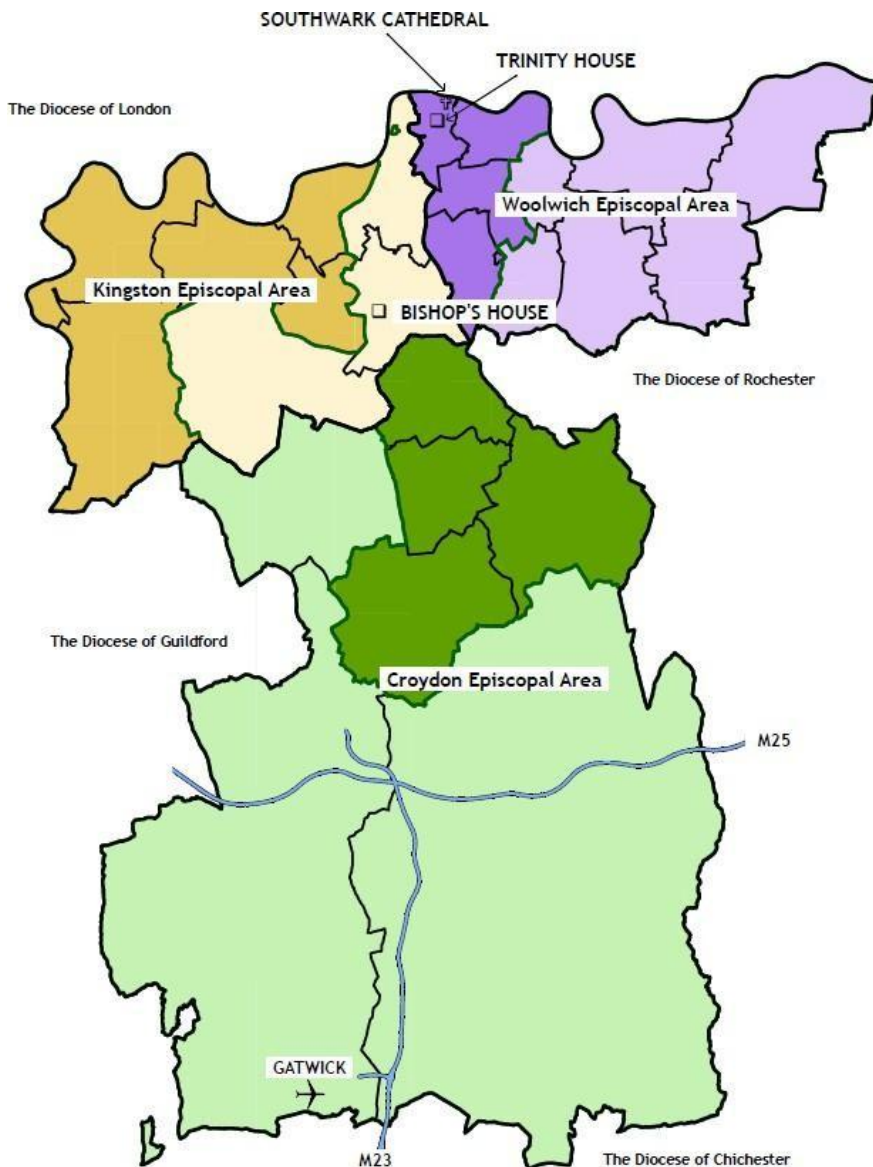 SOUTHWARK CATHEDRAL
TRINITY HOUSE
The Diocese of London
Woolwich Episcopal Area
Kingston Episcopal Area
BISHOP'S HOUSE
The Diocese of Rochester
The Diocese of Guildford
Croydon Episcopal Area
M25
GATWICK
M23
The Diocese of Chichester